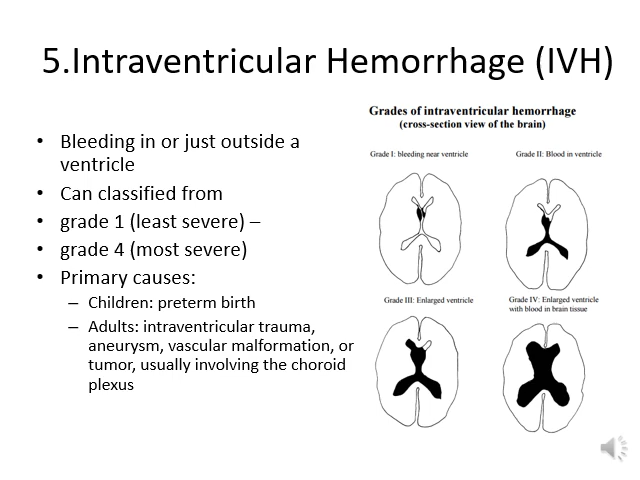 5.Intraventricular Hemorrhage (IVH)
• Bleeding in or just outside a
ventricle
• Can classified from
• grade 1 (least severe) –
• grade 4 (most severe)
• Primary causes:
– Children: preterm birth
– Adults: intraventricular trauma,
aneurysm, vascular malformation, or
tumor, usually involving the choroid
plexus
Grades of intraventricular hemorrhage
(cross-section view of the brain)
Grade I: bleeding near ventricle
Grade II: Blood in ventricle
Grade III: Enlarged ventricle
Grade IV: Enlarged ventricle
with blood in brain tissue